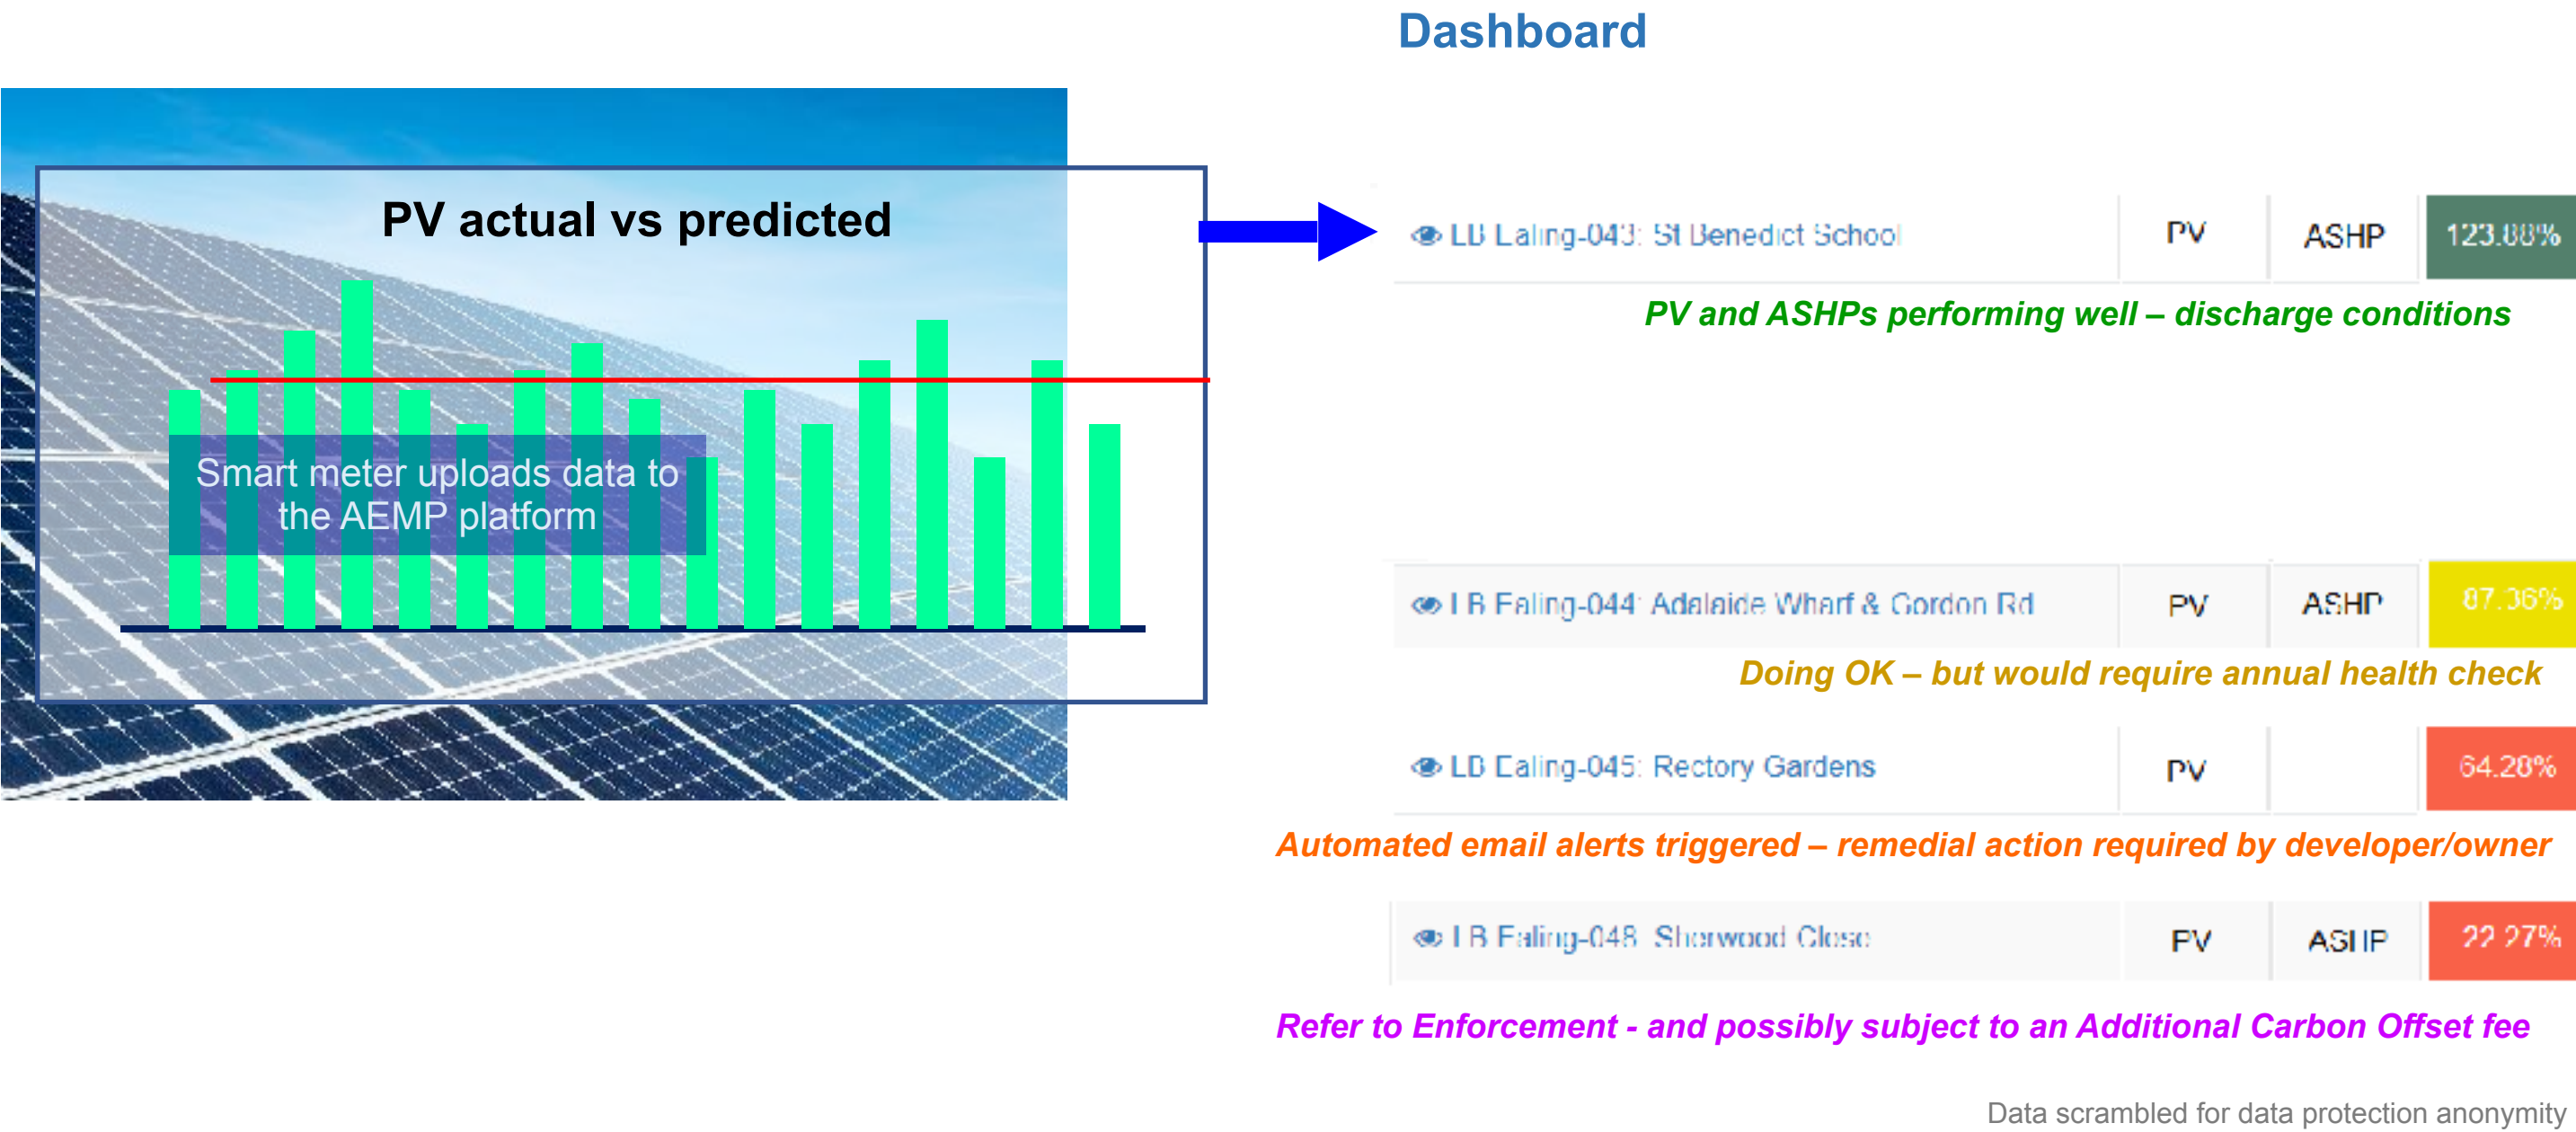 Dashboard
PV actual vs predicted
Smart meter uploads data to
the AEMP platform
LB Ealing-043: St Benedict School PV ASHP 123.88%
PV and ASHPs performing well – discharge conditions
LB Ealing-044: Adalaide Wharf & Gordon Rd PV ASHP 87.36%
Doing OK – but would require annual health check
LB Ealing-045: Rectory Gardens PV 64.28%
Automated email alerts triggered – remedial action required by developer/owner
LB Ealing-048: Sherwood Close PV ASHP 22.27%
Refer to Enforcement - and possibly subject to an Additional Carbon Offset fee
Data scrambled for data protection anonymity